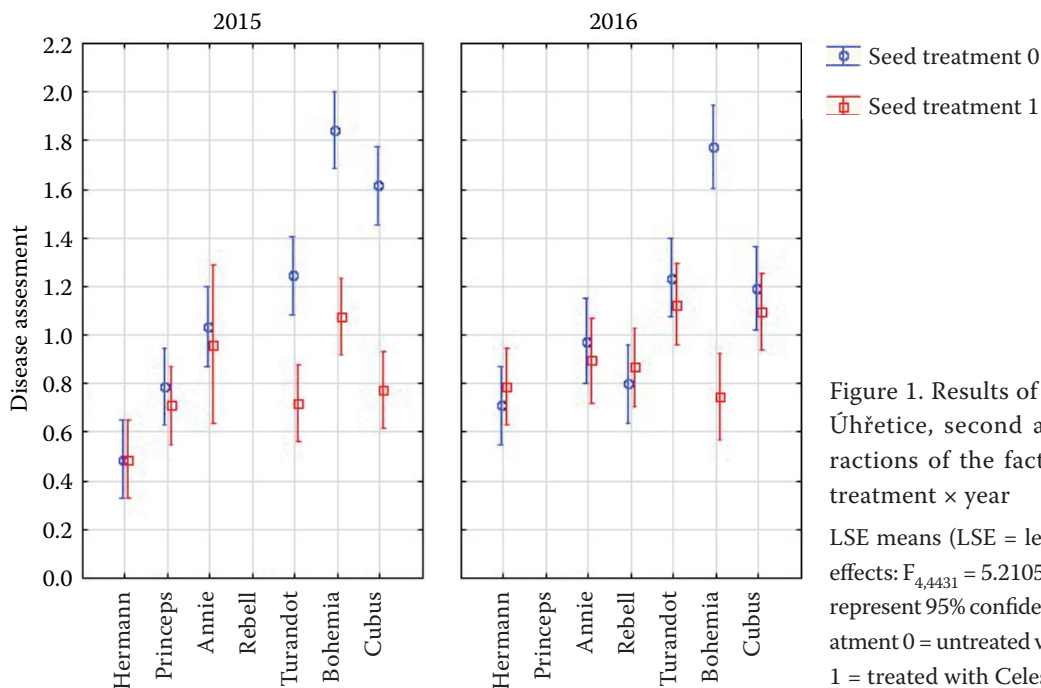 2015
2016
2.2
2.0
1.8
1.6
1.4
1.2
1.0
0.8
0.6
0.4
0.2
0.0
Disease assesment
Hermann
Princeps
Annie
Rebell
Turandot
Bohemia
Cubus
Hermann
Princeps
Annie
Rebell
Turandot
Bohemia
Cubus
Seed treatment 0
Seed treatment 1
Figure 1. Results of
Úhřetice, second a
ractions of the fact
treatment × year
LSE means (LSE = le
effects: F4,4431 = 5.2105
represent 95% confide
atment 0 = untreated v
1 = treated with Celes